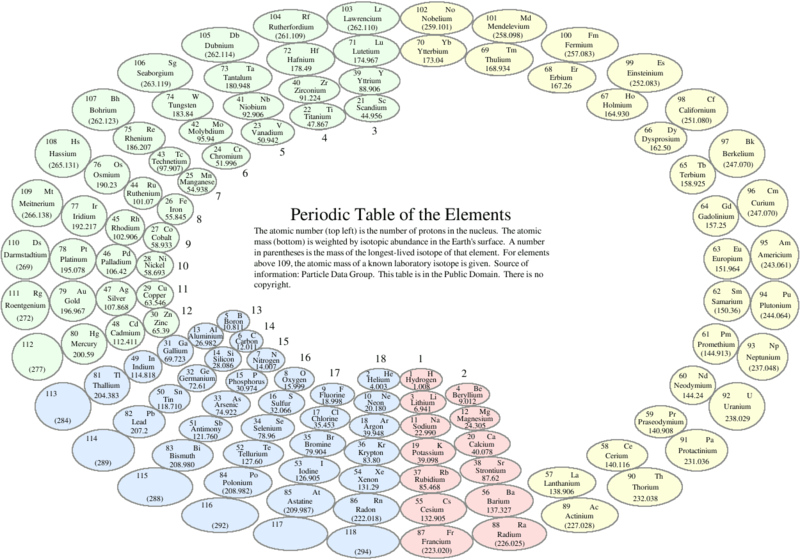 Periodic Table of the Elements
The atomic number (top left) is the number of protons in the nucleus. The atomic
mass (bottom) is weighted by isotopic abundance in the Earth's surface. A number
in parentheses is the mass of the longest-lived isotope of that element. For elements
above 109, the atomic mass of a known laboratory isotope is given. Source of
information: Particle Data Group. This table is in the Public Domain. There is no
copyright.
1
1 H
Hydrogen
1.008
3 Li
Lithium
6.941
11 Na
Sodium
22.990
19 K
Potassium
39.098
37 Rb
Rubidium
85.468
55 Cs
Cesium
132.905
87 Fr
Francium
(223.020)
2
4 Be
Beryllium
9.012
12 Mg
Magnesium
24.305
20 Ca
Calcium
40.078
38 Sr
Strontium
87.62
56 Ba
Barium
137.327
88 Ra
Radium
(226.025)
57 La
Lanthanum
138.906
89 Ac
Actinium
(227.028)
58 Ce
Cerium
140.116
90 Th
Thorium
232.038
59 Pr
Praseodymium
140.908
91 Pa
Protactinium
231.036
60 Nd
Neodymium
144.24
92 U
Uranium
238.029
61 Pm
Promethium
(144.913)
93 Np
Neptunium
(237.048)
62 Sm
Samarium
(150.36)
94 Pu
Plutonium
(244.064)
63 Eu
Europium
151.964
95 Am
Americium
(243.061)
64 Gd
Gadolinium
157.25
96 Cm
Curium
(247.070)
65 Tb
Terbium
158.925
97 Bk
Berkelium
(247.070)
66 Dy
Dysprosium
162.50
98 Cf
Californium
(251.080)
67 Ho
Holmium
164.930
99 Es
Einsteinium
(252.083)
68 Er
Erbium
167.26
100 Fm
Fermium
(257.083)
69 Tm
Thulium
168.934
101 Md
Mendelevium
(258.098)
70 Yb
Ytterbium
173.04
102 No
Nobelium
(259.101)
103 Lr
Lawrencium
(262.110)
71 Lu
Lutetium
174.967
39 Y
Yttrium
88.906
21 Sc
Scandium
44.956
3
104 Rf
Rutherfordium
(261.109)
72 Hf
Hafnium
178.49
40 Zr
Zirconium
91.224
22 Ti
Titanium
47.867
4
105 Db
Dubnium
(262.114)
73 Ta
Tantalum
180.948
41 Nb
Niobium
92.906
23 V
Vanadium
50.942
5
106 Sg
Seaborgium
(263.119)
74 W
Tungsten
183.84
42 Mo
Molybdium
95.94
24 Cr
Chromium
51.996
6
107 Bh
Bohrium
(262.123)
75 Re
Rhenium
186.207
43 Tc
Technetium
(97.907)
25 Mn
Manganese
54.938
7
108 Hs
Hassium
(265.131)
76 Os
Osmium
190.23
44 Ru
Ruthenium
101.07
26 Fe
Iron
55.845
8
109 Mt
Meitnerium
(266.138)
77 Ir
Iridium
192.217
45 Rh
Rhodium
102.906
27 Co
Cobalt
58.933
9
110 Ds
Darmstadtium
(269)
78 Pt
Platinum
195.078
46 Pd
Palladium
106.42
28 Ni
Nickel
58.693
10
111 Rg
Roentgenium
(272)
79 Au
Gold
196.967
47 Ag
Silver
107.868
29 Cu
Copper
63.546
11
112
(277)
80 Hg
Mercury
200.59
48 Cd
Cadmium
112.411
30 Zn
Zinc
65.39
12
113
(284)
81 Tl
Thallium
204.383
49 In
Indium
114.818
31 Ga
Gallium
69.723
13 Al
Aluminium
26.982
5 B
Boron
10.811
13
114
(289)
82 Pb
Lead
207.2
50 Sn
Tin
118.710
32 Ge
Germanium
72.61
14 Si
Silicon
28.086
6 C
Carbon
12.011
14
115
(288)
83 Bi
Bismuth
208.980
51 Sb
Antimony
121.760
33 As
Arsenic
74.922
15 P
Phosphorus
30.974
7 N
Nitrogen
14.007
15
116
(292)
84 Po
Polonium
(208.982)
52 Te
Tellurium
127.60
34 Se
Selenium
78.96
16 S
Sulfur
32.066
8 O
Oxygen
15.999
16
117
85 At
Astatine
(209.987)
53 I
Iodine
126.905
35 Br
Bromine
79.904
17 Cl
Chlorine
35.453
9 F
Fluorine
18.998
17
118
(294)
86 Rn
Radon
(222.018)
54 Xe
Xenon
131.29
36 Kr
Krypton
83.80
18 Ar
Argon
39.948
10 Ne
Neon
20.180
2 He
Helium
4.003
18